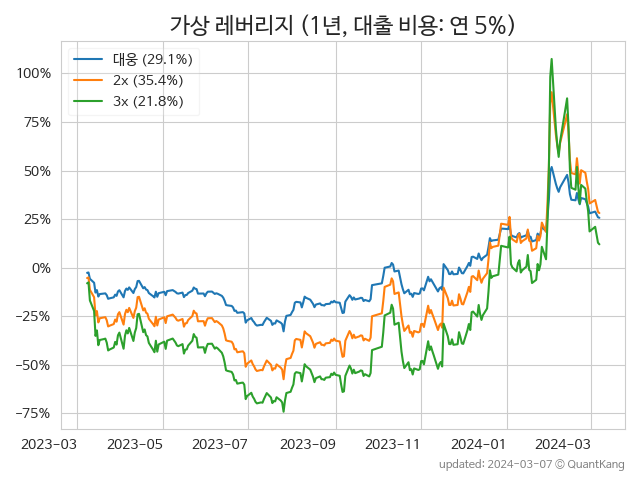 가상 레버리지 (1년, 대출 비용: 연 5%)
대웅 (29.1%)
2x (35.4%)
3x (21.8%)
100%
75%
50%
25%
0%
−25%
−50%
−75%
2023-03 2023-05 2023-07 2023-09 2023-11 2024-01 2024-03
updated: 2024-03-07 © QuantKang